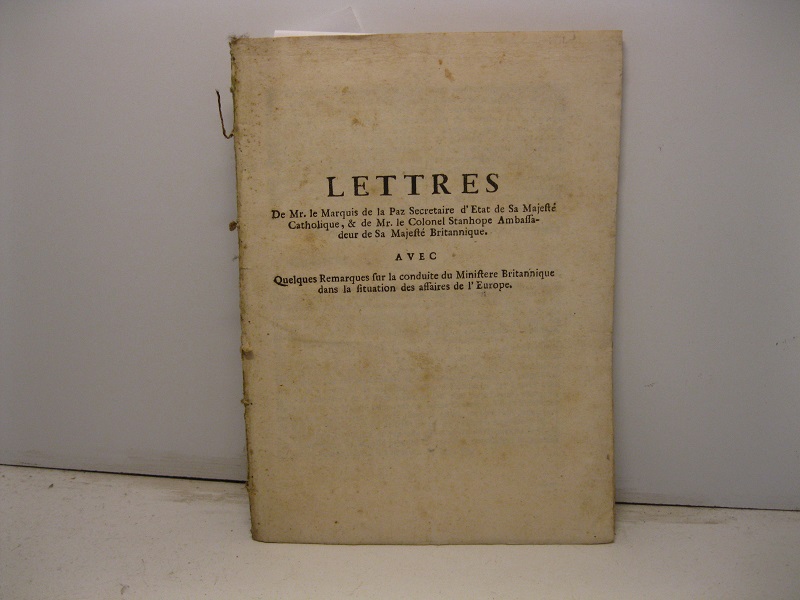 LETTRES
De Mr. le Marquis de la Paz Secretaire d'Etat de Sa Majeſté
Catholique, & de Mr. le Colonel Stanhope Ambaſſa-
deur de Sa Majeſté Britannique.
AVEC
Quelques Remarques ſur la conduite du Miniſtere Britannique
dans la ſituation des affaires de l'Europe.